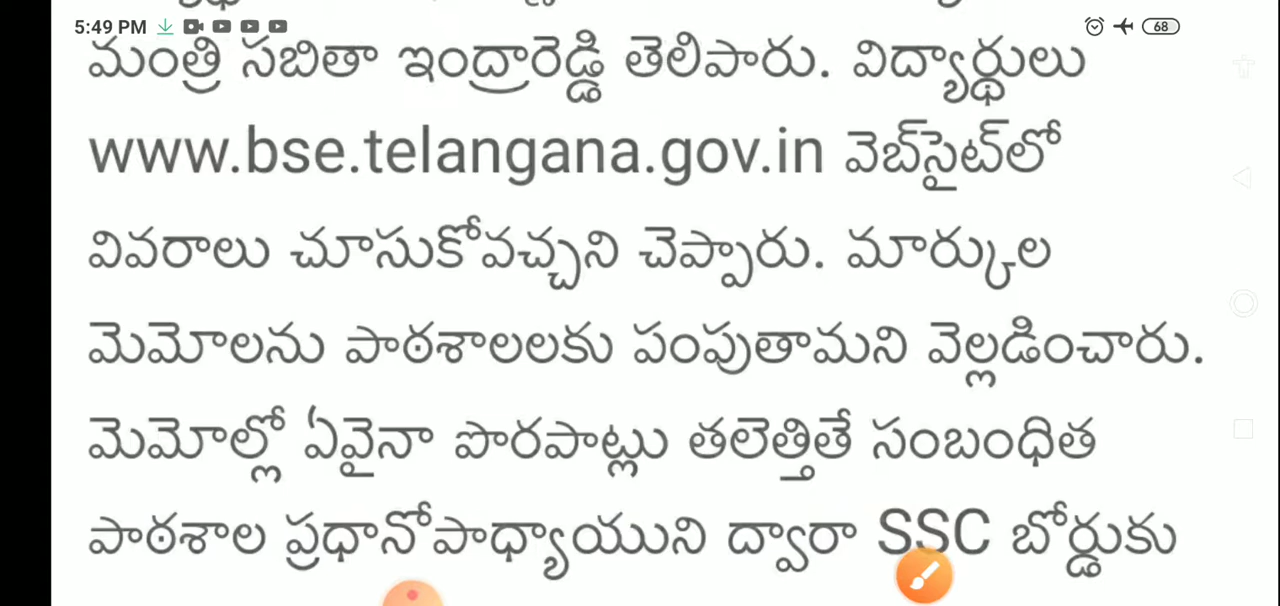 5:49 PM
68
మంత్రి సబితా ఇంద్రారెడ్డి తెలిపారు. విద్యార్థులు
www.bse.telangana.gov.in వెబ్‌సైట్‌లో
వివరాలు చూసుకోవచ్చని చెప్పారు. మార్కుల
మెమోలను పాఠశాలలకు పంపుతామని వెల్లడించారు.
మెమోల్లో ఏవైనా పొరపాట్లు తలెత్తితే సంబంధిత
పాఠశాల ప్రధానోపాధ్యాయుని ద్వారా SSC బోర్డుకు